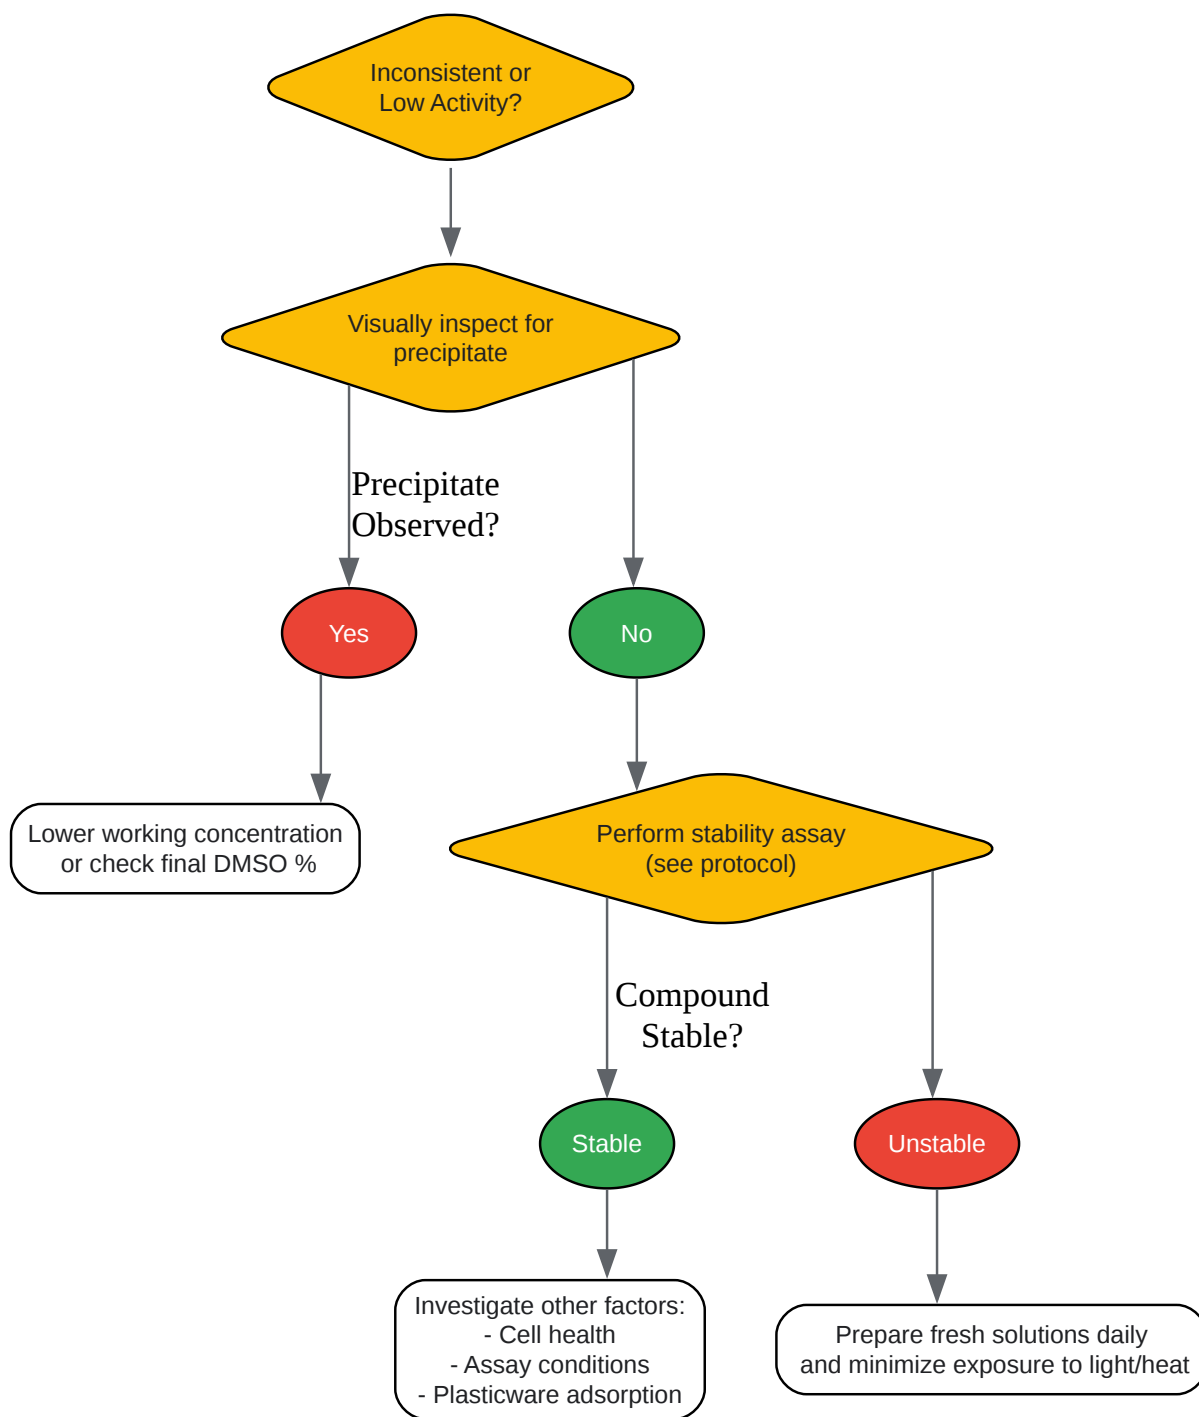 Inconsistent or
Low Activity?
Visually inspect for
precipitate
Precipitate
Observed?
Yes
No
Lower working concentration
or check final DMSO %
Perform stability assay
(see protocol)
Compound
Stable?
Stable
Unstable
Investigate other factors:
- Cell health
- Assay conditions
- Plasticware adsorption
Prepare fresh solutions daily
and minimize exposure to light/heat